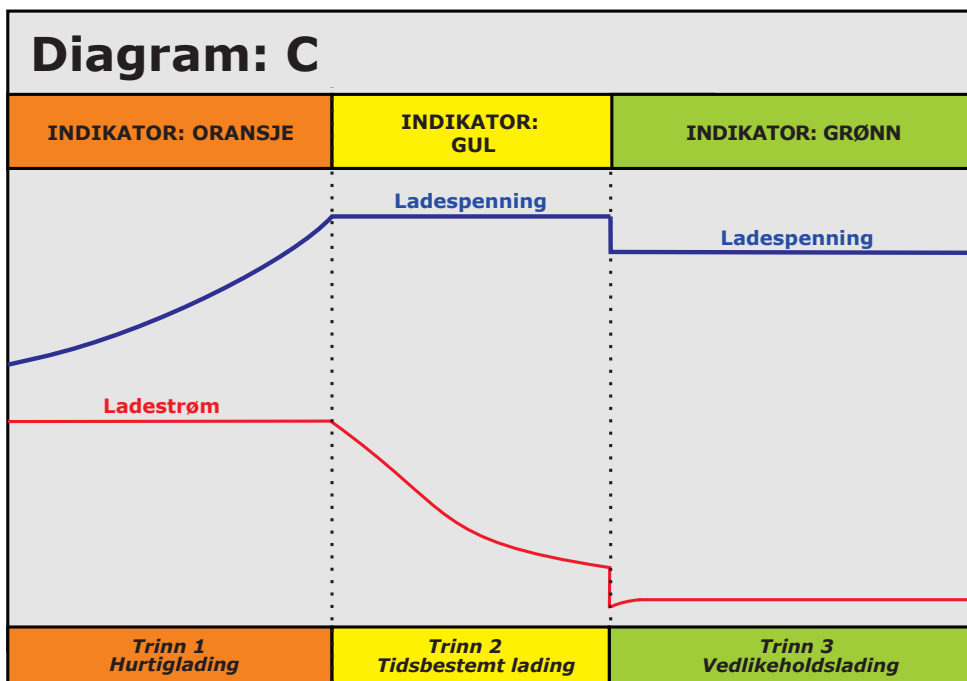 Diagram: C
INDIKATOR: ORANSJE
INDIKATOR:
GUL
INDIKATOR: GRØNN
Ladespenning
Ladespenning
Ladestrøm
Trinn 1
Hurtiglading
Trinn 2
Tidsbestemt lading
Trinn 3
Vedlikeholdslading